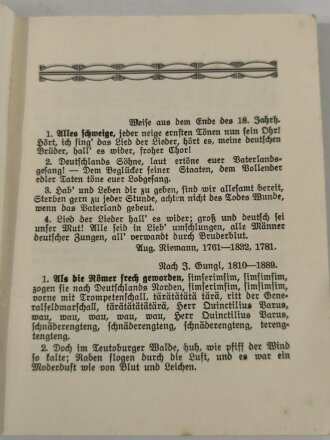 Weise aus dem Ende des 18. Jahrh.
1. Alles schweige, jeder neige ernsten Tönen nun sein Ohr!
Hört, ich sing' das Lied der Lieder, hört es, meine deutschen
Brüder, hall' es wider, froher Chor!
2. Deutschlands Söhne, laut ertöne euer Vaterlands-
gesang! — Dem Beglücker seiner Staaten, dem Vollender
edler Taten töne euer Lobgesang.
3. Hab' und Leben dir zu geben, sind wir allesamt bereit,
Sterben gern zu jeder Stunde, achten nicht des Todes Wunde,
wenn das Vaterland gebeut.
4. Lied der Lieder hall' es wider; groß und deutsch sei
unser Mut! Alle seid in Lieb' umschlungen, alle Männer
deutscher Zungen, all' verwandt durch Bruderblut.
Aug. Niemann, 1761—1832, 1781.
Nach J. Gungl, 1810—1889.
1. Als die Römer frech geworden, simserimsim, simsimsim,
zogen sie nach Deutschlands Norden, simserimsim, simsimsim,
vorne mit Trompetenschall, tärätätätätä tärä, ritt der Gene-
ralfeldmarschall, tärätätätätärä, Herr Quinctilius Varus,
wau, wau, wau, wau, wau, Herr Quinctilius Varus,
schnäderengteng, schnäderengteng, schnäderengteng, tereng-
tengteng.
2. Doch im Teutoburger Walde, huh, wie pfiff der Wind
so kalte; Raben flogen durch die Luft, und es war ein
Moderduft wie von Blut und Leichen.